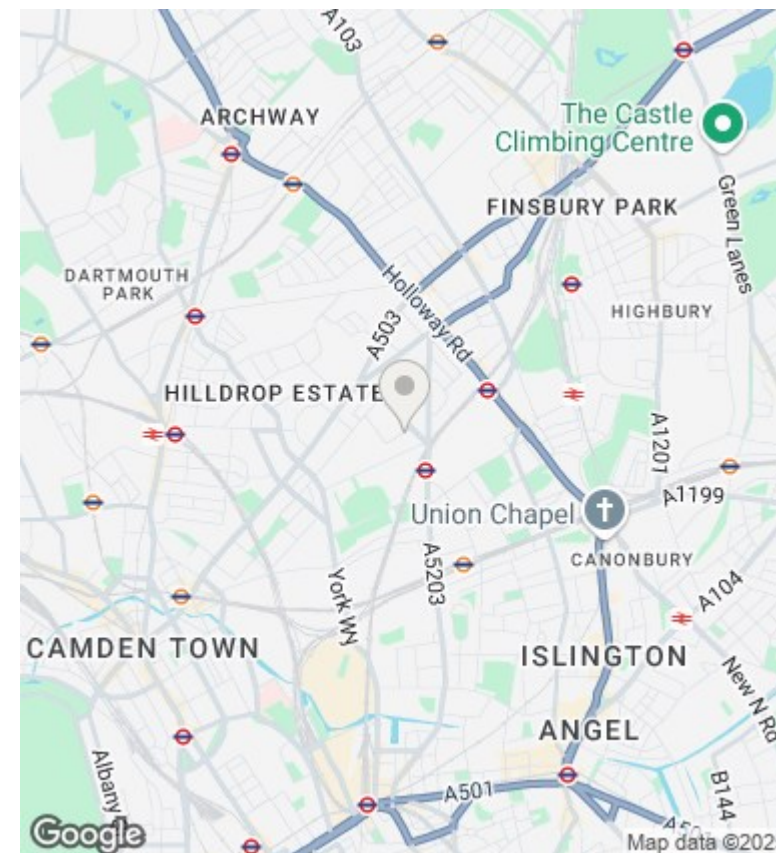 A103
ARCHWAY
The Castle
Climbing Centre
FINSBURY PARK
Green Lanes
DARTMOUTH
PARK
Holloway Rd
HIGHBURY
A503
HILLDROP ESTATE
A1201
A1199
Union Chapel
CANONBURY
A5203
York Wy
A104
CAMDEN TOWN
ISLINGTON
New N Rd
ANGEL
Albany
A501
B144
Google
Map data ©202